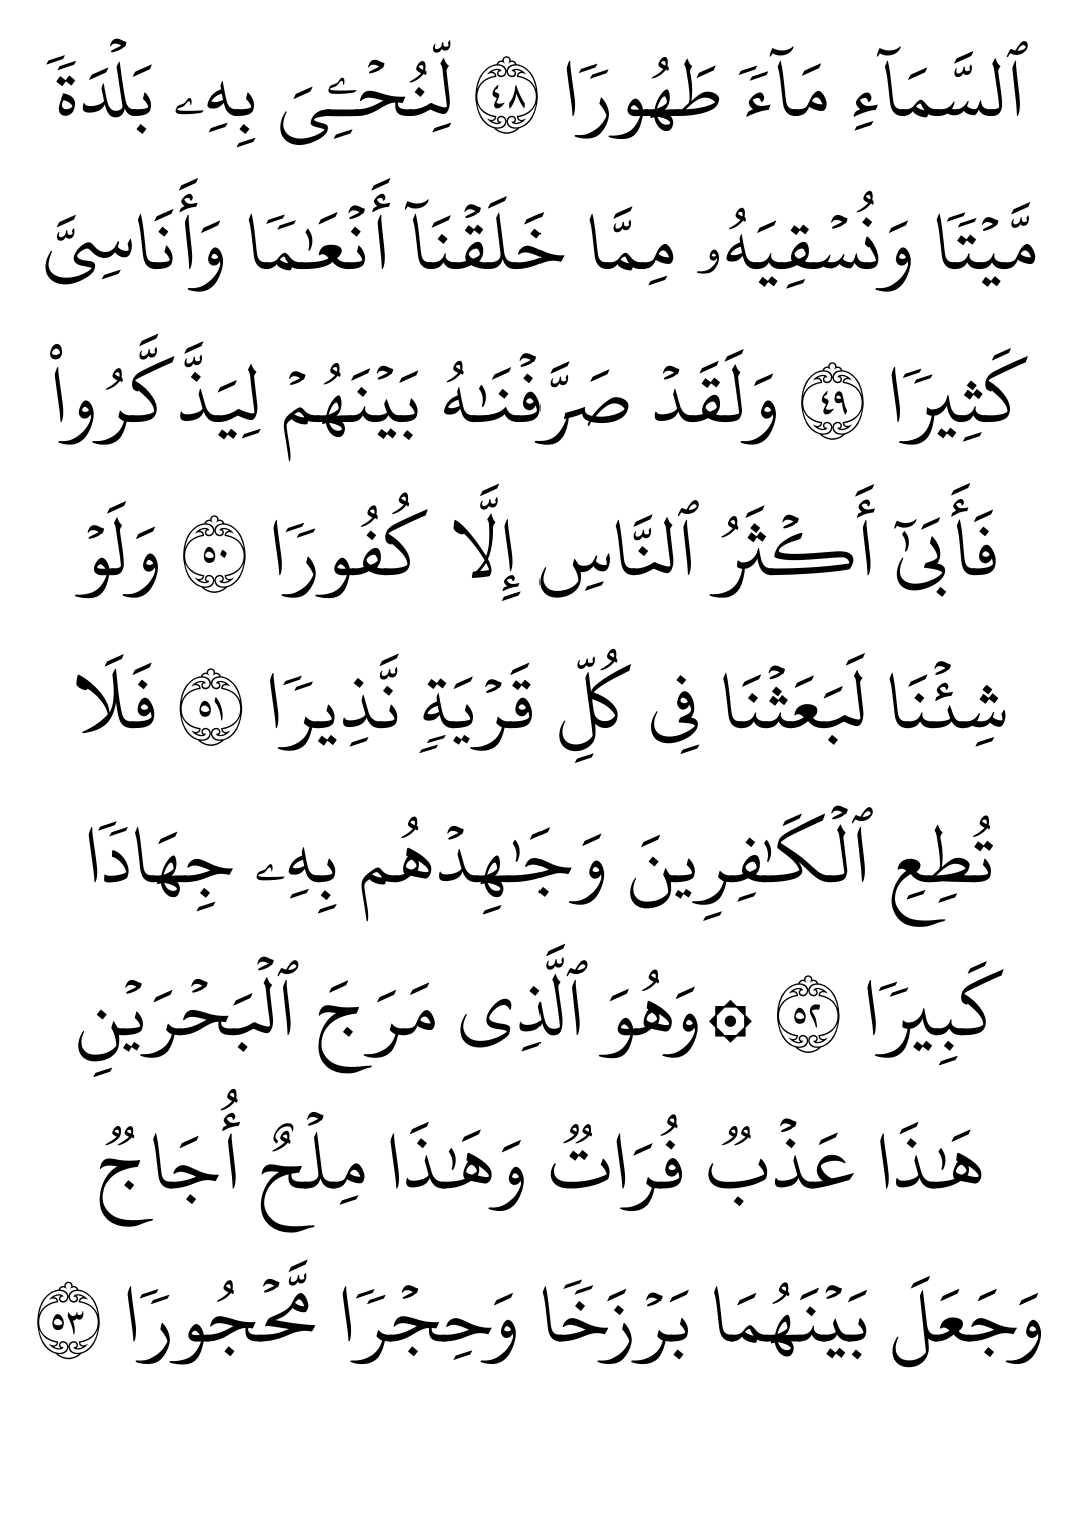 ٱلسَّمَآءِ مَآءً طَهُورًا ٤٨ لِّنُحْۦِىَ بِهِۦ بَلْدَةً
مَّيْتًا وَنُسْقِيَهُۥ مِمَّا خَلَقْنَآ أَنْعَٰمًا وَأَنَاسِىَّ
كَثِيرًا ٤٩ وَلَقَدْ صَرَّفْنَٰهُ بَيْنَهُمْ لِيَذَّكَّرُوا۟
فَأَبَىٰٓ أَكْثَرُ ٱلنَّاسِ إِلَّا كُفُورًا ٥٠ وَلَوْ
شِئْنَا لَبَعَثْنَا فِى كُلِّ قَرْيَةٍ نَّذِيرًا ٥١ فَلَا
تُطِعِ ٱلْكَٰفِرِينَ وَجَٰهِدْهُم بِهِۦ جِهَادًا
كَبِيرًا ٥٢ ۞ وَهُوَ ٱلَّذِى مَرَجَ ٱلْبَحْرَيْنِ
هَٰذَا عَذْبٌ فُرَاتٌ وَهَٰذَا مِلْحٌ أُجَاجٌ
وَجَعَلَ بَيْنَهُمَا بَرْزَخًا وَحِجْرًا مَّحْجُورًا ٥٣